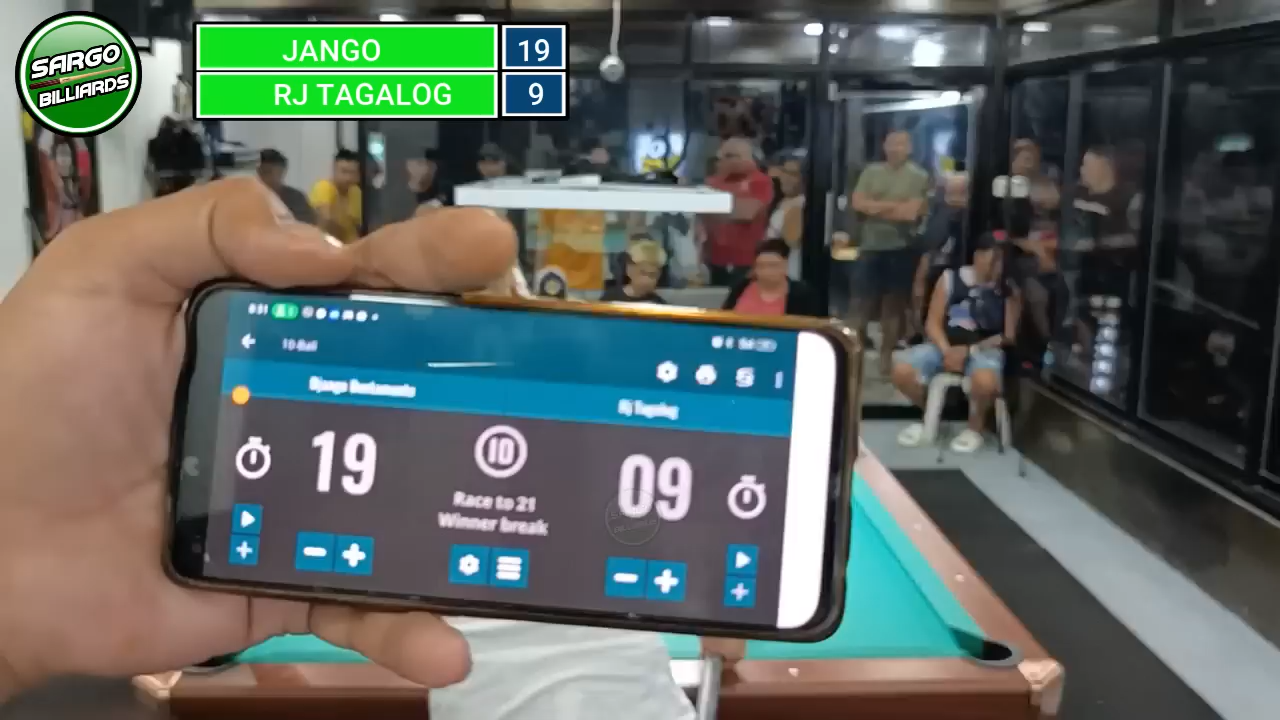 SARGO
BILLIARDS
JANGO 19
RJ TAGALOG 9
10-Ball
Django Bustamante
Rj Tagalog
19
10
09
Race to 21
Winner break